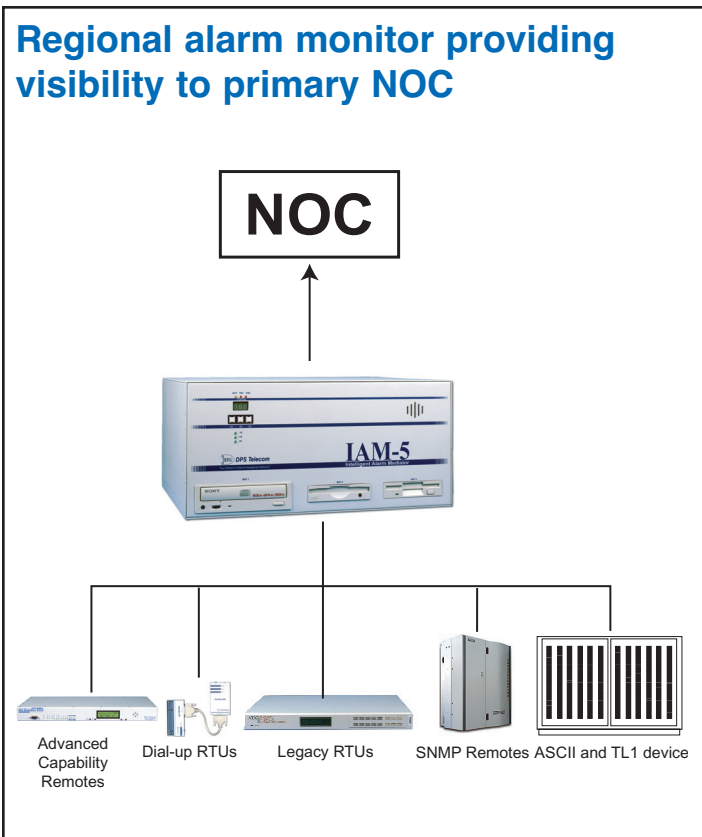 Regional alarm monitor providing
visibility to primary NOC
NOC
DPS Telecom
IAM-5
Intelligent Alarm Mediator
SONY
Advanced
Capability
Remotes
Dial-up RTUs
Legacy RTUs
SNMP Remotes
ASCII and TL1 device